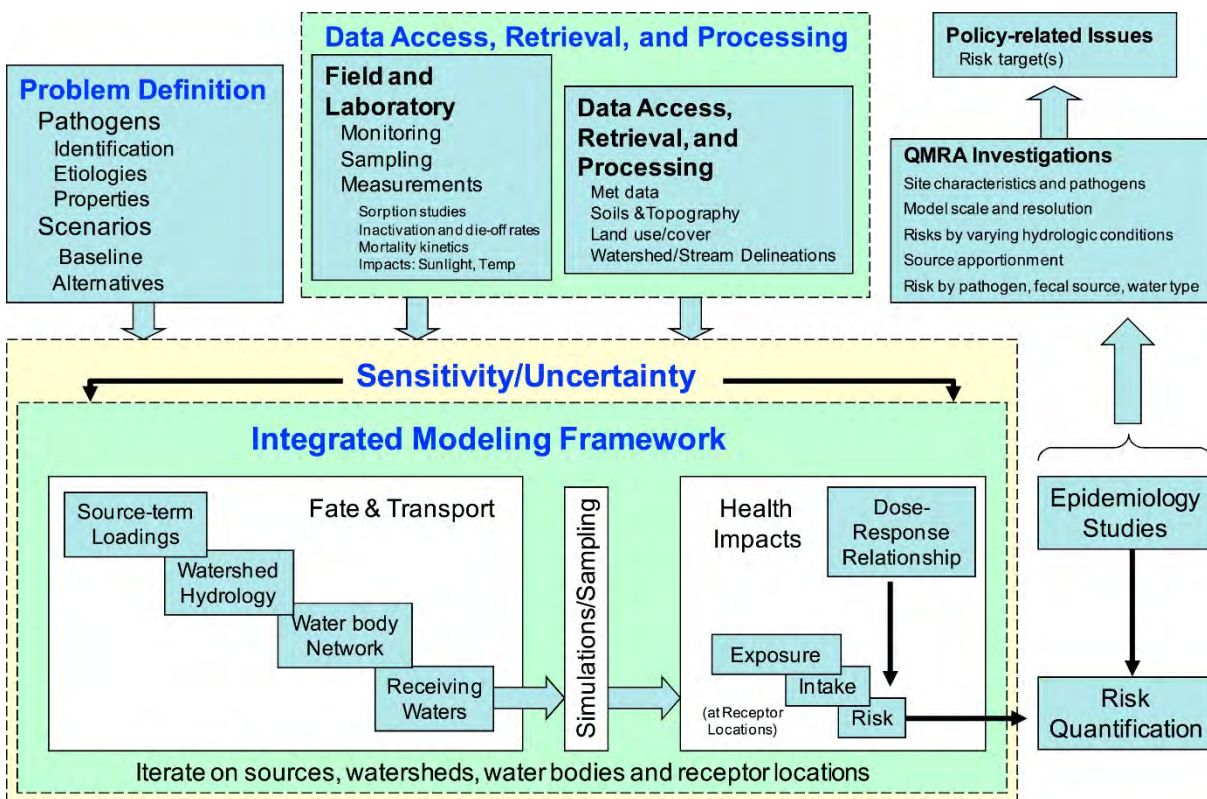 Problem Definition
Pathogens
Identification
Etiologies
Properties
Scenarios
Baseline
Alternatives
Data Access, Retrieval, and Processing
Field and
Laboratory
Monitoring
Sampling
Measurements
Sorption studies
Inactivation and die-off rates
Mortality kinetics
Impacts: Sunlight, Temp
Data Access,
Retrieval, and
Processing
Met data
Soils &Topography
Land use/cover
Watershed/Stream Delineations
Policy-related Issues
Risk target(s)
QMRA Investigations
Site characteristics and pathogens
Model scale and resolution
Risks by varying hydrologic conditions
Source apportionment
Risk by pathogen, fecal source, water type
Sensitivity/Uncertainty
Integrated Modeling Framework
Fate & Transport
Source-term
Loadings
Watershed
Hydrology
Water body
Network
Receiving
Waters
Simulations/Sampling
Health
Impacts
Dose-
Response
Relationship
Exposure
Intake
Risk
(at Receptor
Locations)
Iterate on sources, watersheds, water bodies and receptor locations
Epidemiology
Studies
Risk
Quantification